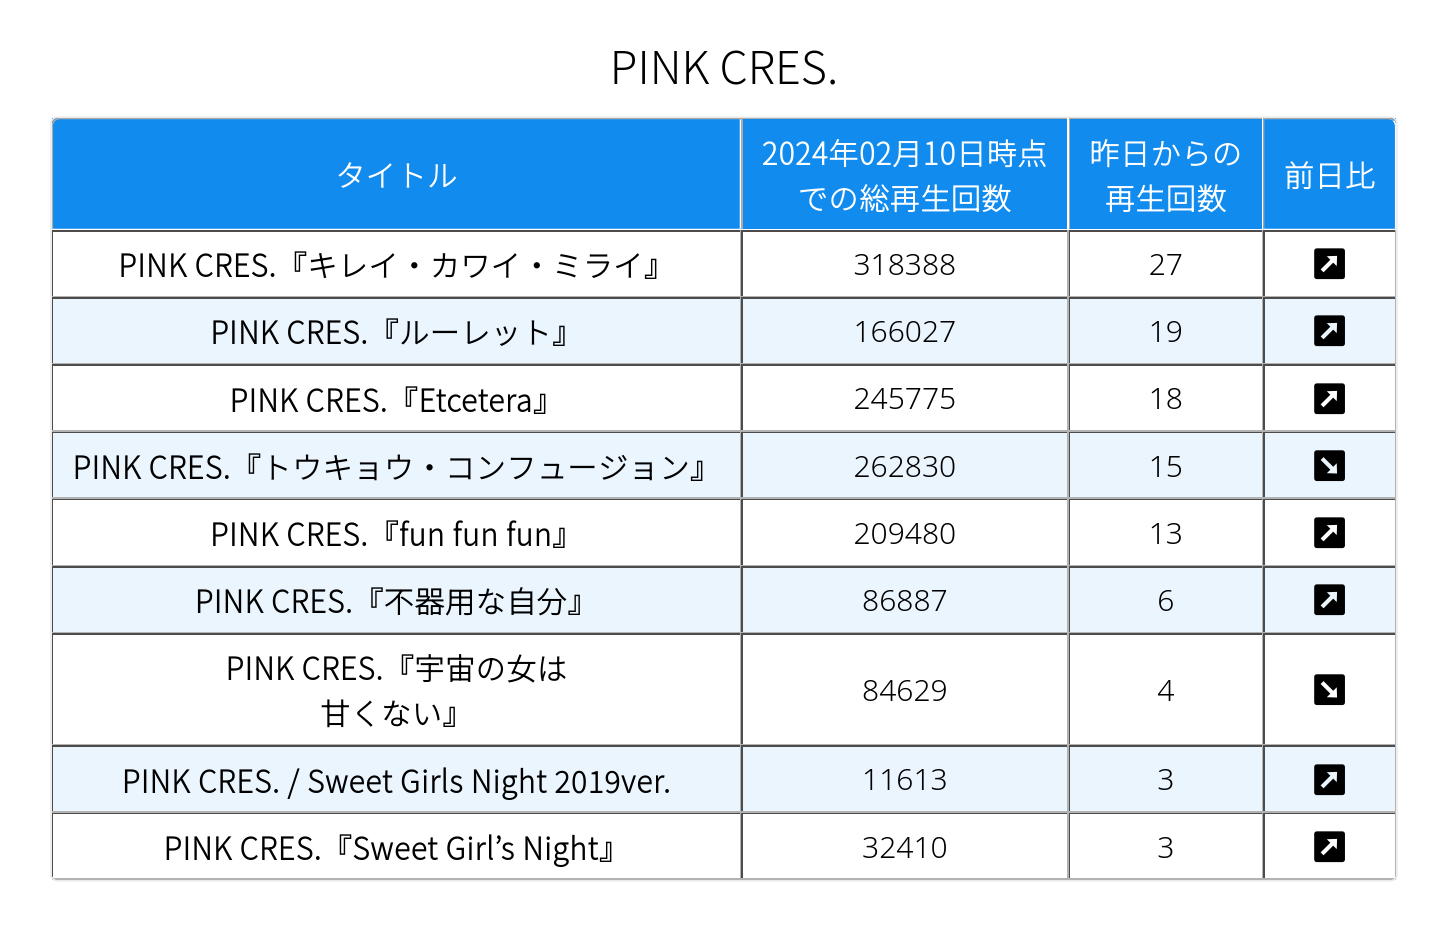 PINK CRES.
タイトル
2024年02月10日時点
での総再生回数
昨日からの
再生回数
前日比
PINK CRES.『キレイ・カワイ・ミライ』 318388 27
PINK CRES.『ルーレット』 166027 19
PINK CRES.『Etcetera』 245775 18
PINK CRES.『トウキョウ・コンフュージョン』 262830 15
PINK CRES.『fun fun fun』 209480 13
PINK CRES.『不器用な自分』 86887 6
PINK CRES.『宇宙の女は
甘くない』 84629 4
PINK CRES. / Sweet Girls Night 2019ver. 11613 3
PINK CRES.『Sweet Girl’s Night』 32410 3